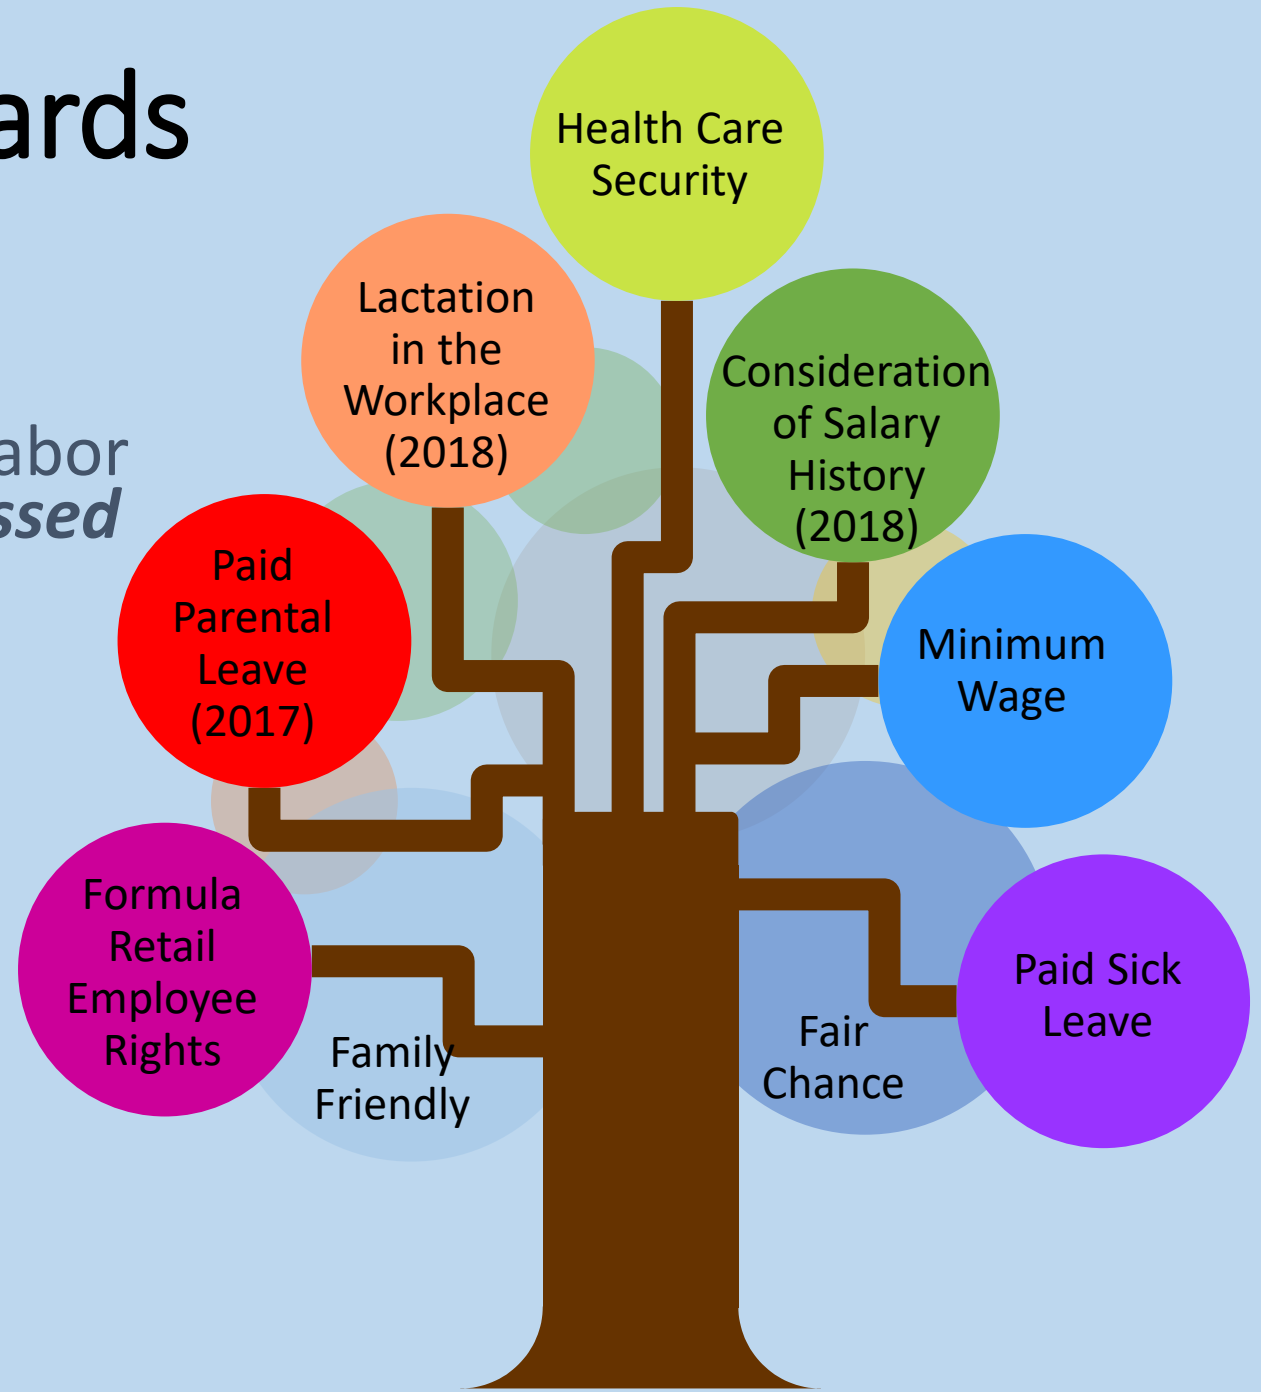 ards
abor
ssed
Health Care
Security
Lactation
in the
Workplace
(2018)
Consideration
of Salary
History
(2018)
Paid
Parental
Leave
(2017)
Minimum
Wage
Formula
Retail
Employee
Rights
Family
Friendly
Fair
Chance
Paid Sick
Leave